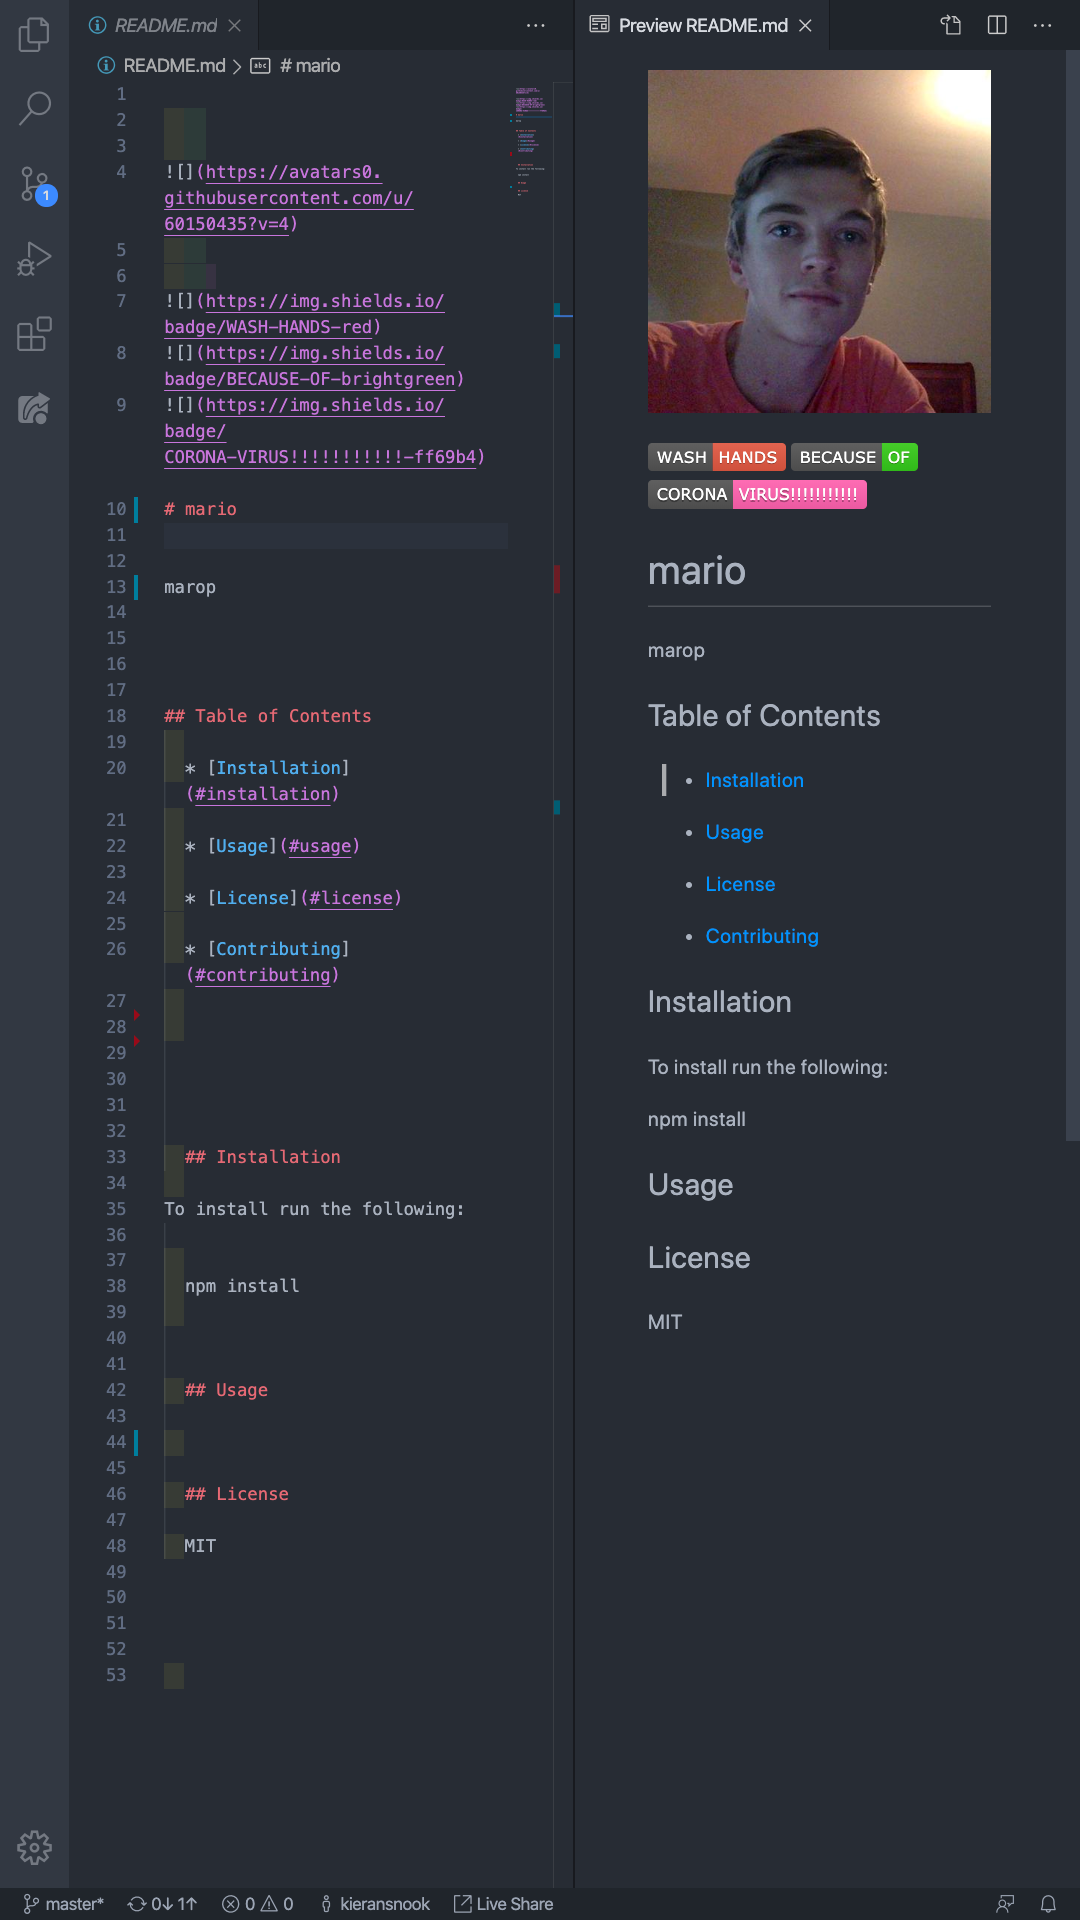 README.md
Preview README.md
README.md > # mario
1
2
3
4 ![](https://avatars0.
githubusercontent.com/u/
60150435?v=4)
5
6
7 ![](https://img.shields.io/
badge/WASH-HANDS-red)
8 ![](https://img.shields.io/
badge/BECAUSE-OF-brightgreen)
9 ![](https://img.shields.io/
badge/
CORONA-VIRUS!!!!!!!!!!!-ff69b4)
10 # mario
11
12
13 marop
14
15
16
17
18 ## Table of Contents
19
20 * [Installation]
(#installation)
21
22 * [Usage](#usage)
23
24 * [License](#license)
25
26 * [Contributing]
(#contributing)
27
28
29
30
31
32
33 ## Installation
34
35 To install run the following:
36
37
38 npm install
39
40
41
42 ## Usage
43
44
45
46 ## License
47
48 MIT
49
50
51
52
53
WASH HANDS BECAUSE OF
CORONA VIRUS!!!!!!!!!!!
mario
marop
Table of Contents
• Installation
• Usage
• License
• Contributing
Installation
To install run the following:
npm install
Usage
License
MIT
1
master* 0↓ 1↑ 0 0 kieransnook Live Share